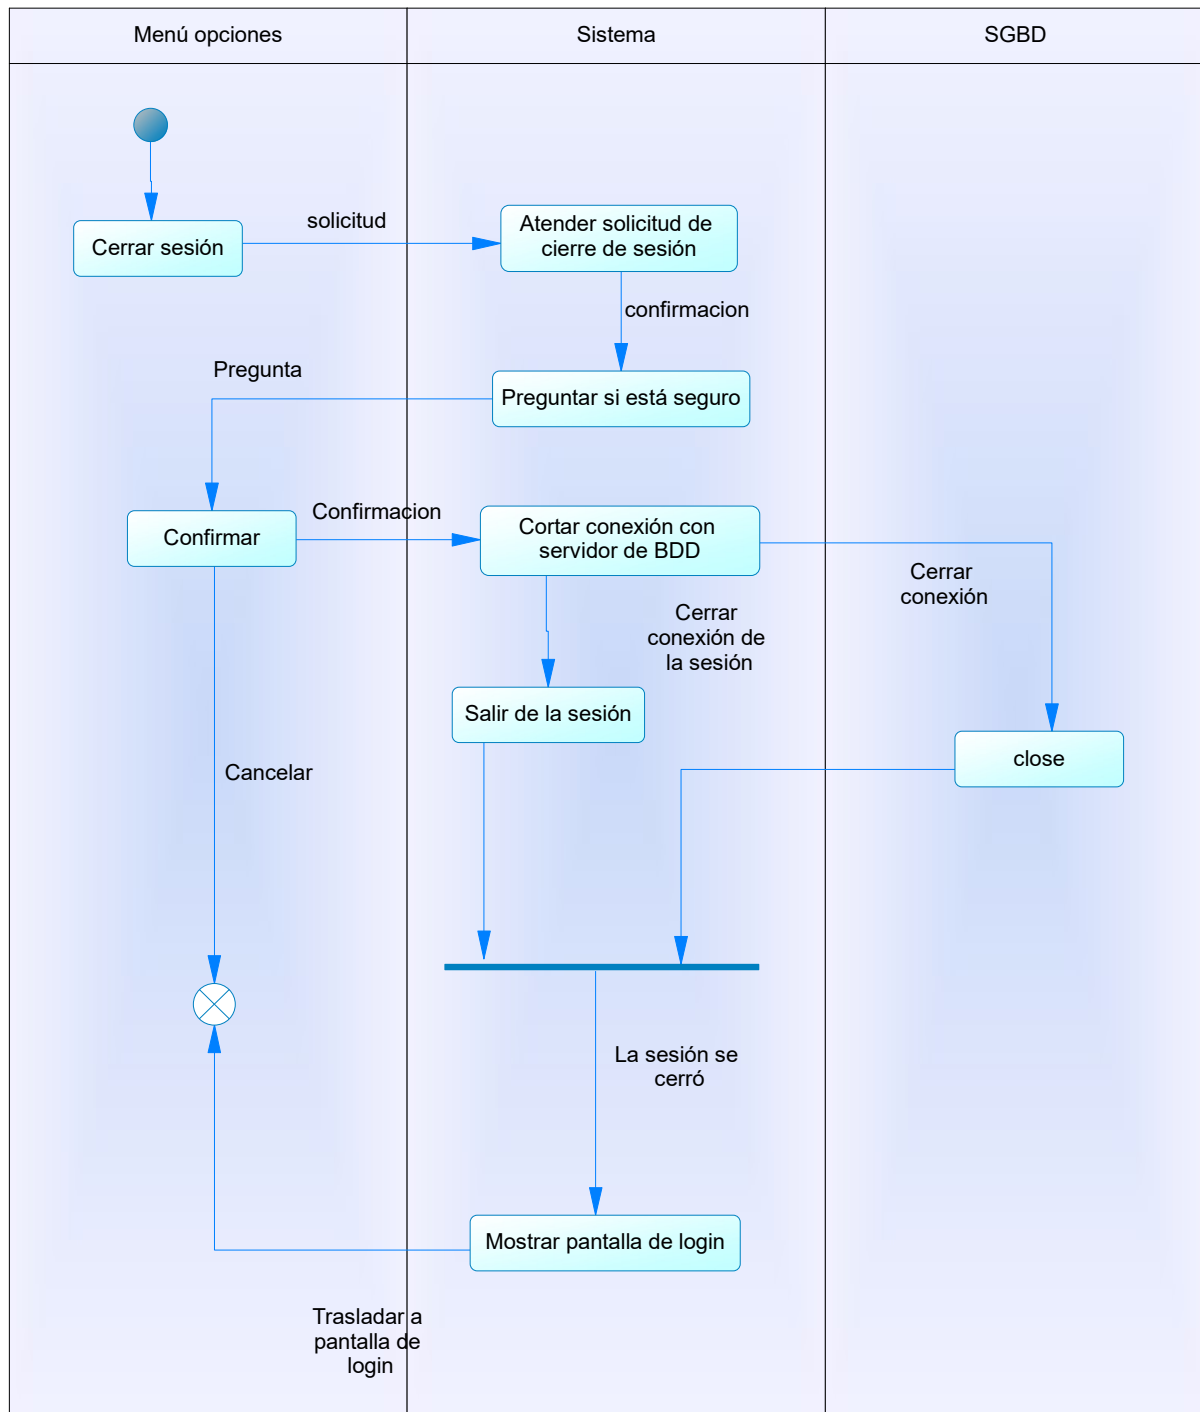 Menú opciones
Sistema
SGBD
Cerrar sesión
solicitud
Atender solicitud de
cierre de sesión
confirmacion
Pregunta
Preguntar si está seguro
Confirmar
Confirmacion
Cortar conexión con
servidor de BDD
Cerrar
conexión
Cerrar
conexión de
la sesión
Salir de la sesión
close
Cancelar
La sesión se
cerró
Mostrar pantalla de login
Trasladar a
pantalla de
login